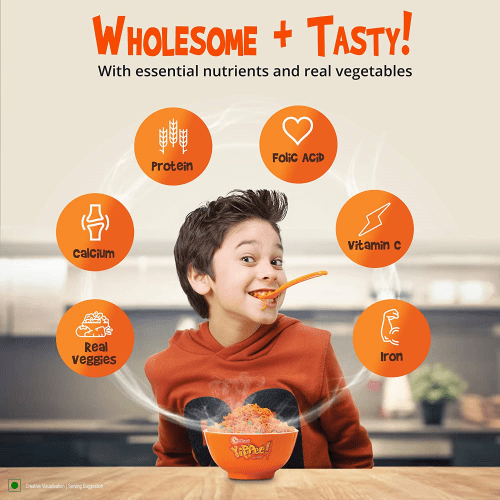 Wholesome + Tasty!
With essential nutrients and real vegetables
Protein
Folic Acid
Calcium
Vitamin C
Real
Veggies
Iron
YiPPee!
Creative Visualisation | Serving Suggestion